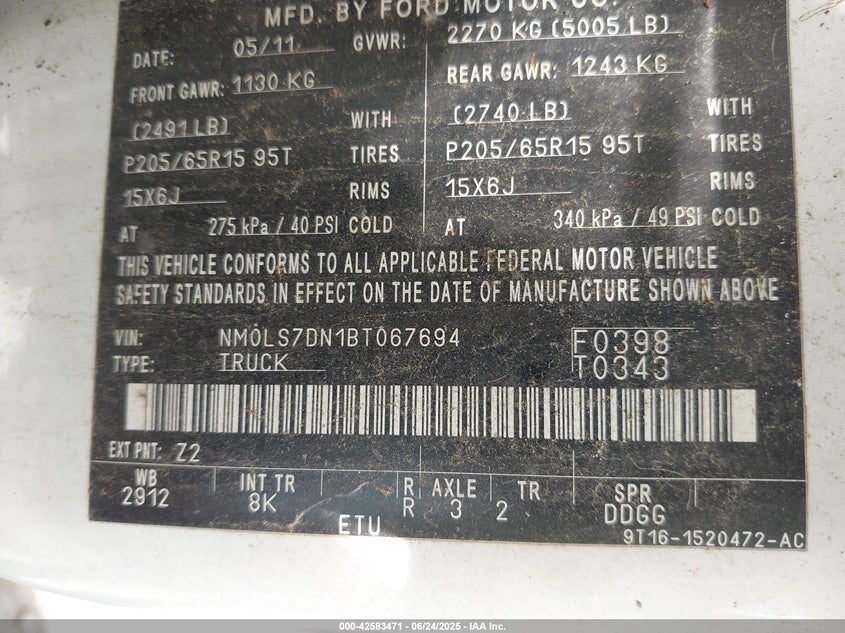 MFD. BY FORD MOTOR CO.
DATE: 05/11 GVWR: 2270 KG (5005 LB)
FRONT GAWR: 1130 KG REAR GAWR: 1243 KG
(2491 LB) WITH (2740 LB) WITH
P205/65R15 95T TIRES P205/65R15 95T TIRES
15X6J RIMS 15X6J RIMS
AT 275 kPa / 40 PSI COLD AT 340 kPa / 49 PSI COLD
THIS VEHICLE CONFORMS TO ALL APPLICABLE FEDERAL MOTOR VEHICLE
SAFETY STANDARDS IN EFFECT ON THE DATE OF MANUFACTURE SHOWN ABOVE
VIN: NM0LS7DN1BT067694 F0398
TYPE: TRUCK T0343
EXT PNT: Z2
WB INT TR R AXLE TR SPR
2912 8K R 3 2 DDGG
ETU 9T16-1520472-AC
000-42583471 | 06/24/2025 - IAA Inc.